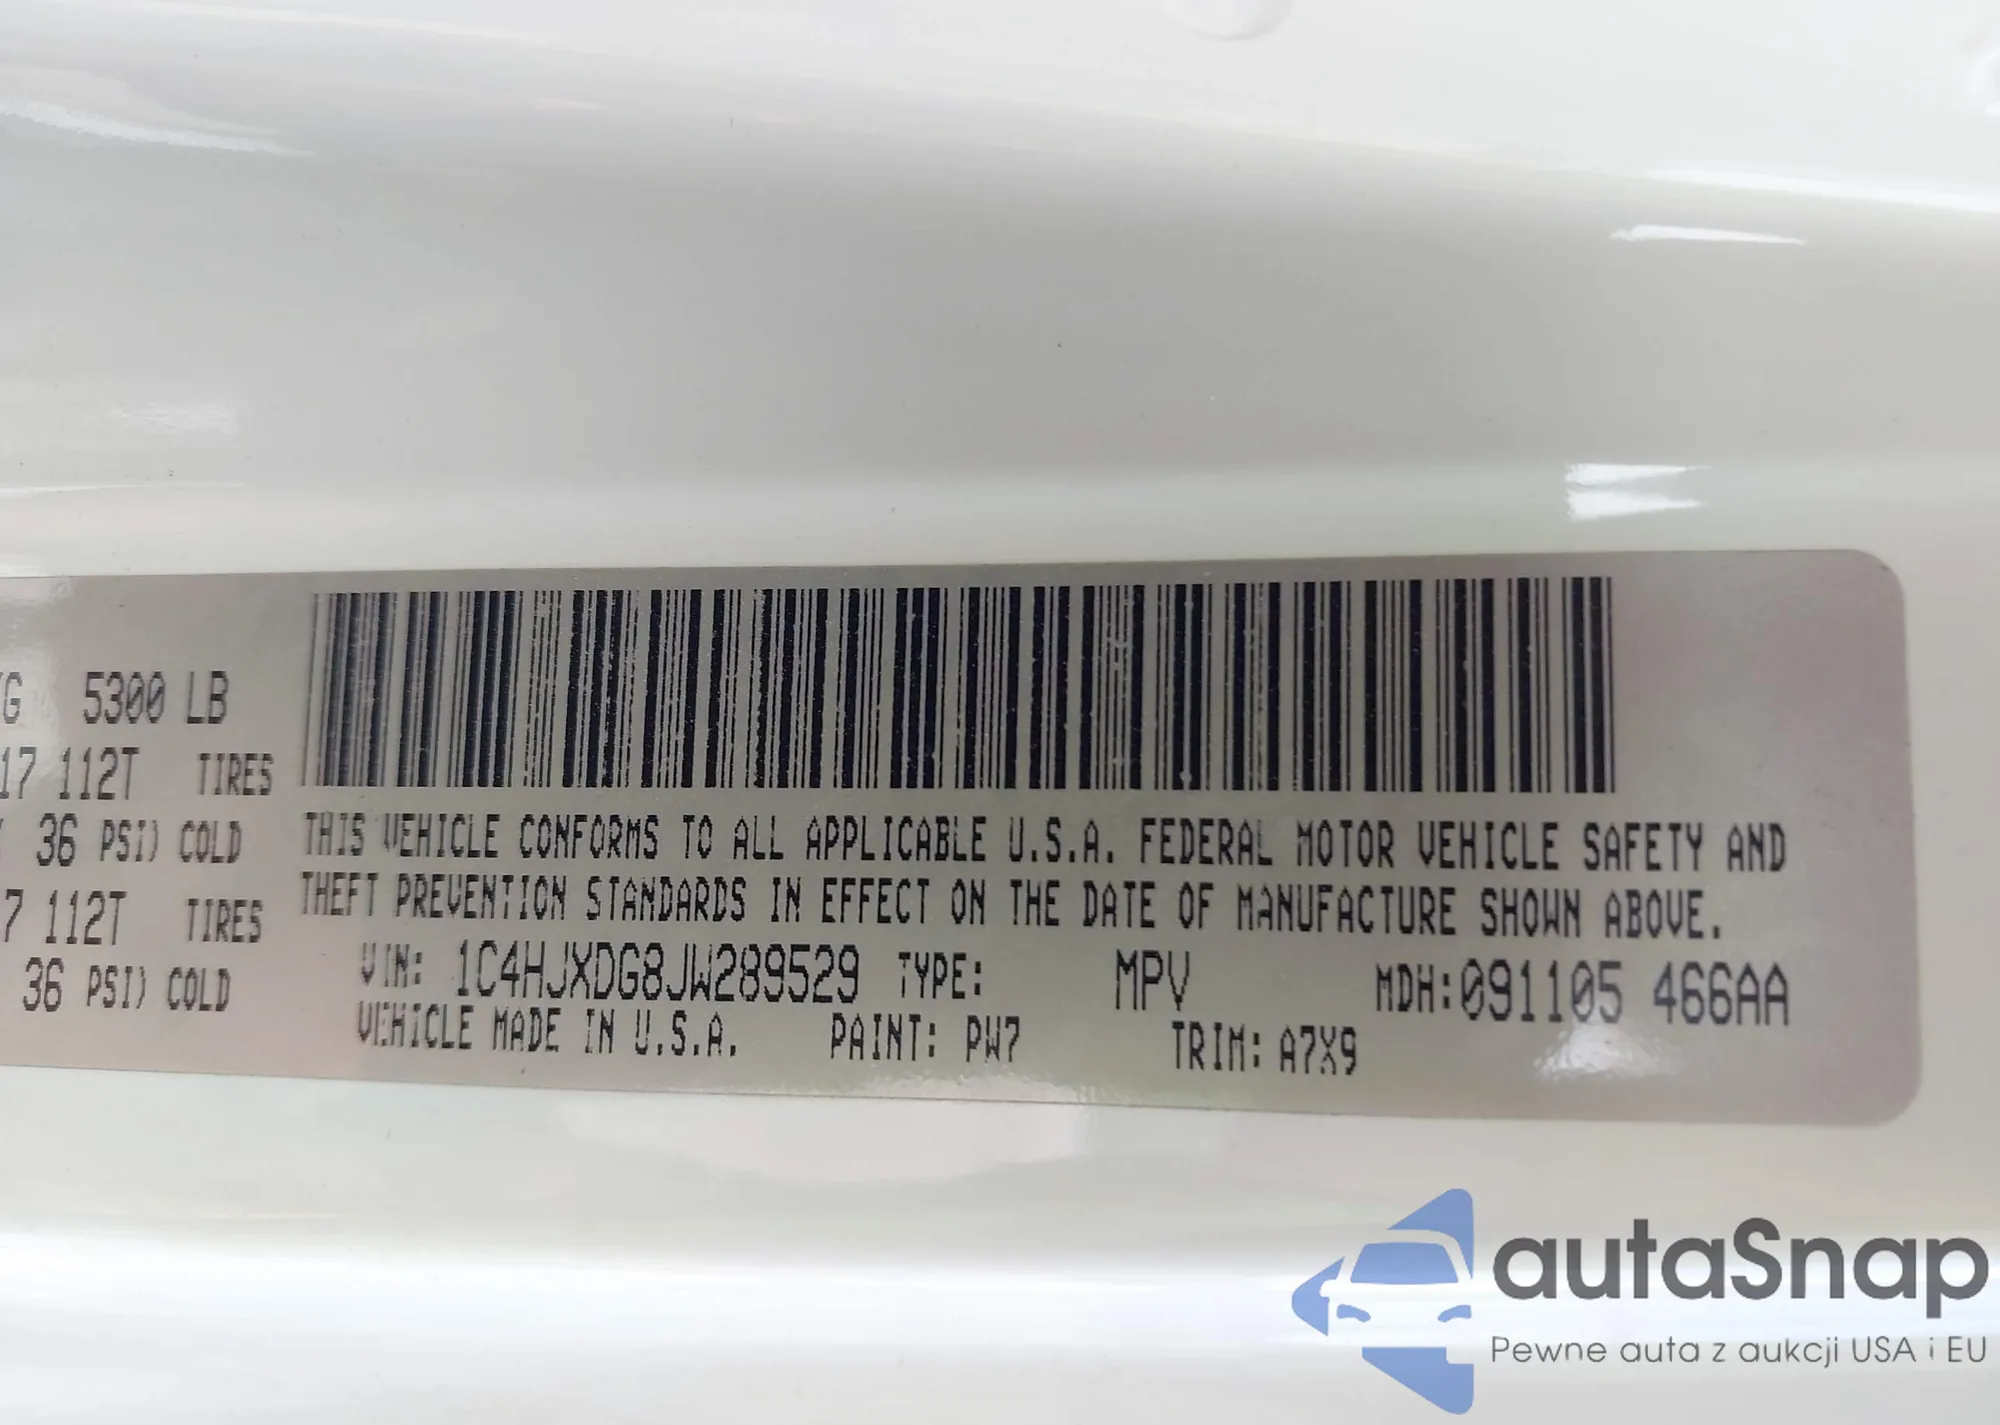 5300 LB
17 112T TIRES
36 PSI) COLD
7 112T TIRES
36 PSI) COLD
THIS VEHICLE CONFORMS TO ALL APPLICABLE U.S.A. FEDERAL MOTOR VEHICLE SAFETY AND
THEFT PREVENTION STANDARDS IN EFFECT ON THE DATE OF MANUFACTURE SHOWN ABOVE.
VIN: 1C4HJXDG8JW289529 TYPE: MPV MDH:091105 466AA
VEHICLE MADE IN U.S.A. PAINT: PW7 TRIM: A7X9
autaSnap
Pewne auta z aukcji USA i EU